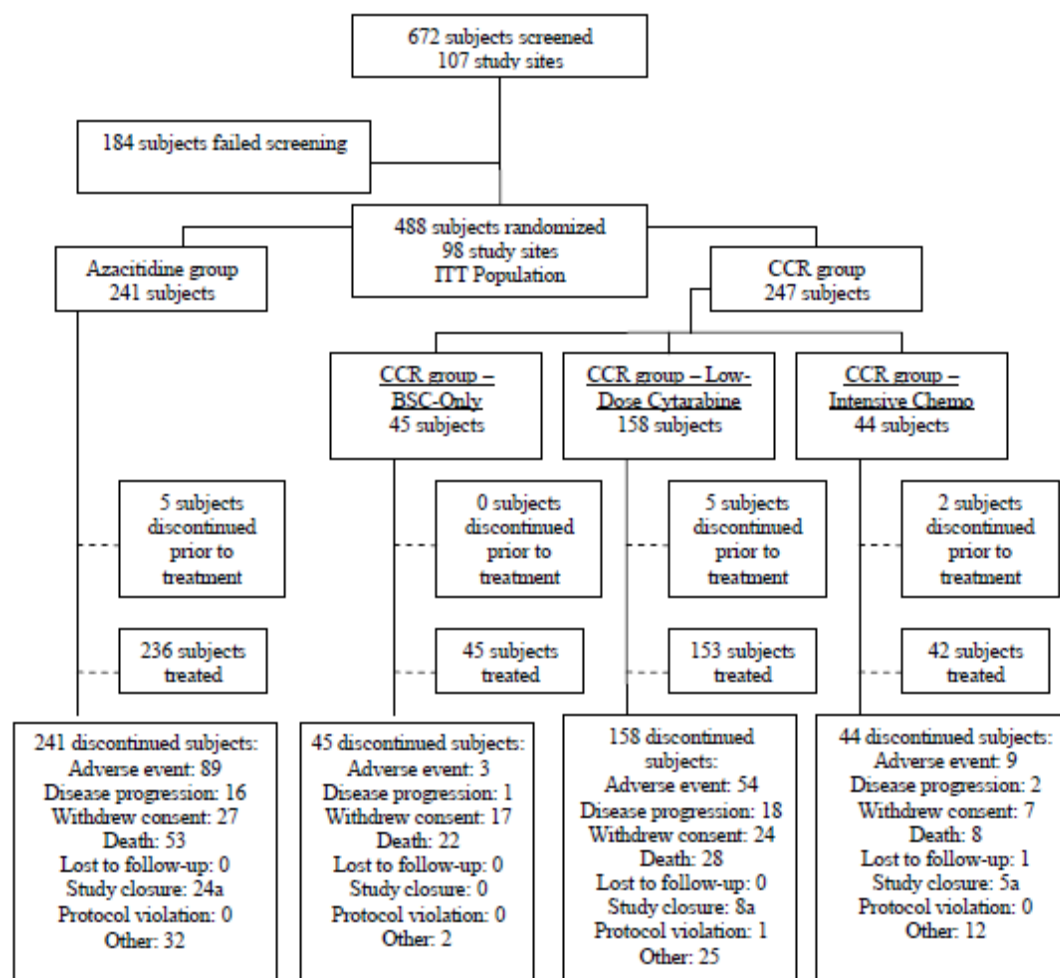 672 subjects screened
107 study sites
184 subjects failed screening
488 subjects randomized
98 study sites
ITT Population
Azacitidine group
241 subjects
CCR group
247 subjects
CCR group –
BSC-Only
45 subjects
CCR group – Low-
Dose Cytarabine
158 subjects
CCR group –
Intensive Chemo
44 subjects
5 subjects
discontinued
prior to
treatment
0 subjects
discontinued
prior to
treatment
5 subjects
discontinued
prior to
treatment
2 subjects
discontinued
prior to
treatment
236 subjects
treated
45 subjects
treated
153 subjects
treated
42 subjects
treated
241 discontinued subjects:
Adverse event: 89
Disease progression: 16
Withdrew consent: 27
Death: 53
Lost to follow-up: 0
Study closure: 24a
Protocol violation: 0
Other: 32
45 discontinued subjects:
Adverse event: 3
Disease progression: 1
Withdrew consent: 17
Death: 22
Lost to follow-up: 0
Study closure: 0
Protocol violation: 0
Other: 2
158 discontinued
subjects:
Adverse event: 54
Disease progression: 18
Withdrew consent: 24
Death: 28
Lost to follow-up: 0
Study closure: 8a
Protocol violation: 1
Other: 25
44 discontinued subjects:
Adverse event: 9
Disease progression: 2
Withdrew consent: 7
Death: 8
Lost to follow-up: 1
Study closure: 5a
Protocol violation: 0
Other: 12